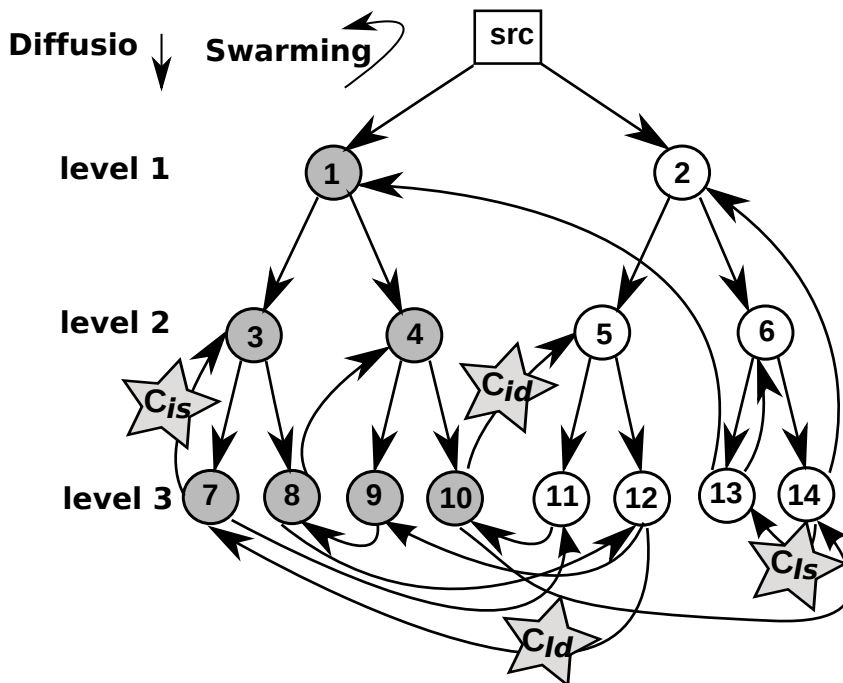 Diffusio
Swarming
src
level 1
1
2
level 2
3
4
5
6
Cis
Cid
level 3
7
8
9
10
11
12
13
14
Cls
Cld